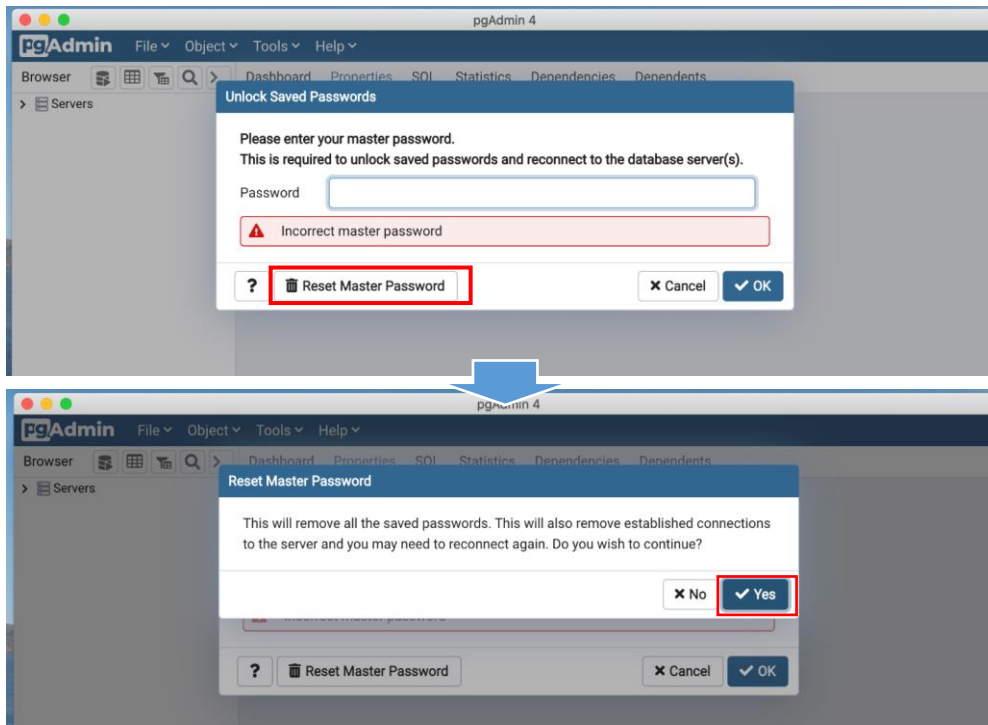 pgAdmin 4
pgAdmin File Object Tools Help
Browser Dashboard Properties SQL Statistics Dependencies Dependents
Servers
Unlock Saved Passwords
Please enter your master password.
This is required to unlock saved passwords and reconnect to the database server(s).
Password
Incorrect master password
? Reset Master Password Cancel OK
pgAdmin 4
pgAdmin File Object Tools Help
Browser Dashboard Properties SQL Statistics Dependencies Dependents
Servers
Reset Master Password
This will remove all the saved passwords. This will also remove established connections
to the server and you may need to reconnect again. Do you wish to continue?
No Yes
Incorrect master password
? Reset Master Password Cancel OK